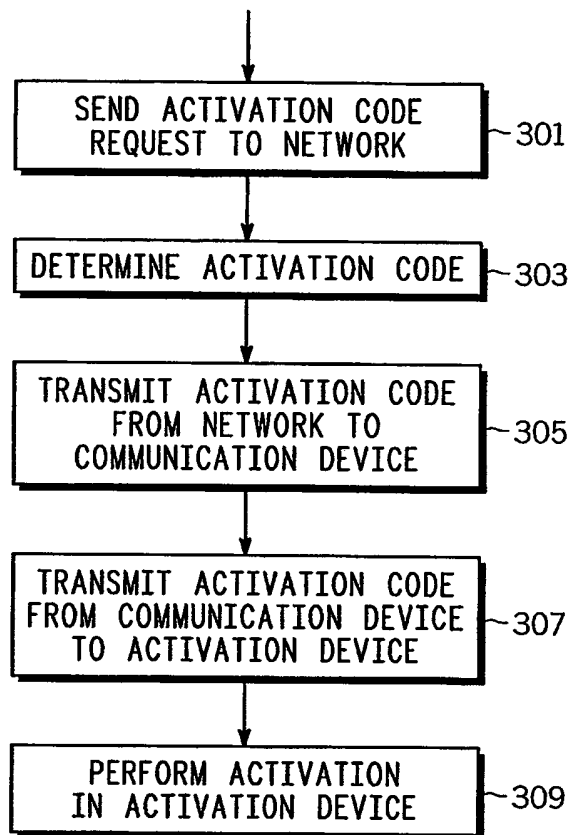 SEND ACTIVATION CODE
REQUEST TO NETWORK
301
DETERMINE ACTIVATION CODE
303
TRANSMIT ACTIVATION CODE
FROM NETWORK TO
COMMUNICATION DEVICE
305
TRANSMIT ACTIVATION CODE
FROM COMMUNICATION DEVICE
TO ACTIVATION DEVICE
307
PERFORM ACTIVATION
IN ACTIVATION DEVICE
309